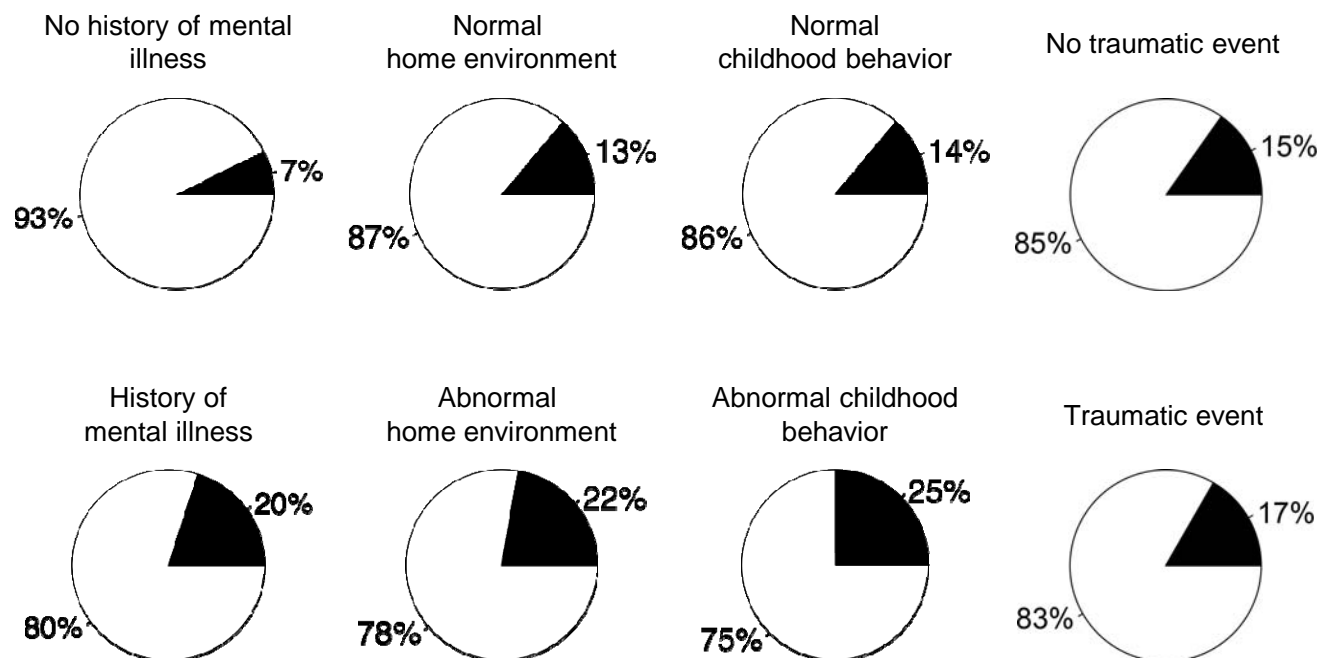 No history of mental
illness
Normal
home environment
Normal
childhood behavior
No traumatic event
7%
93%
13%
87%
14%
86%
15%
85%
History of
mental illness
Abnormal
home environment
Abnormal childhood
behavior
Traumatic event
20%
80%
22%
78%
25%
75%
17%
83%